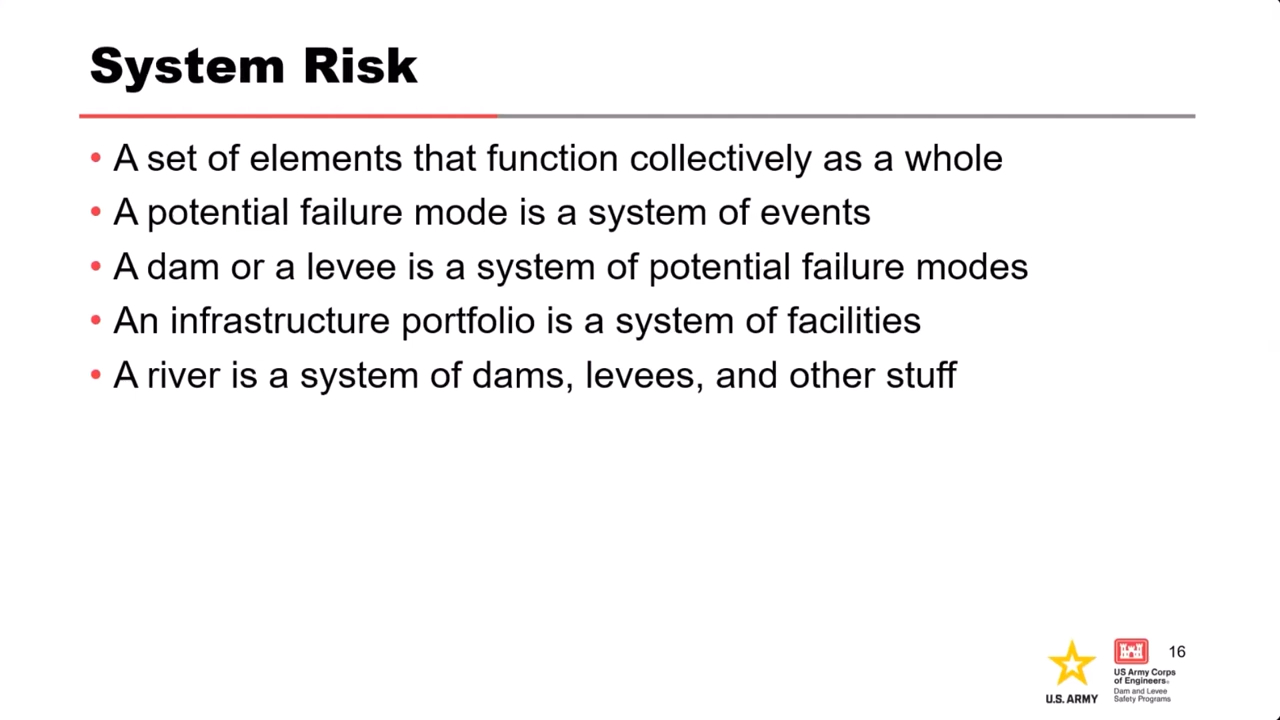 System Risk
• A set of elements that function collectively as a whole
• A potential failure mode is a system of events
• A dam or a levee is a system of potential failure modes
• An infrastructure portfolio is a system of facilities
• A river is a system of dams, levees, and other stuff
U.S. ARMY
US Army Corps
of Engineers®
Dam and Levee
Safety Programs
16